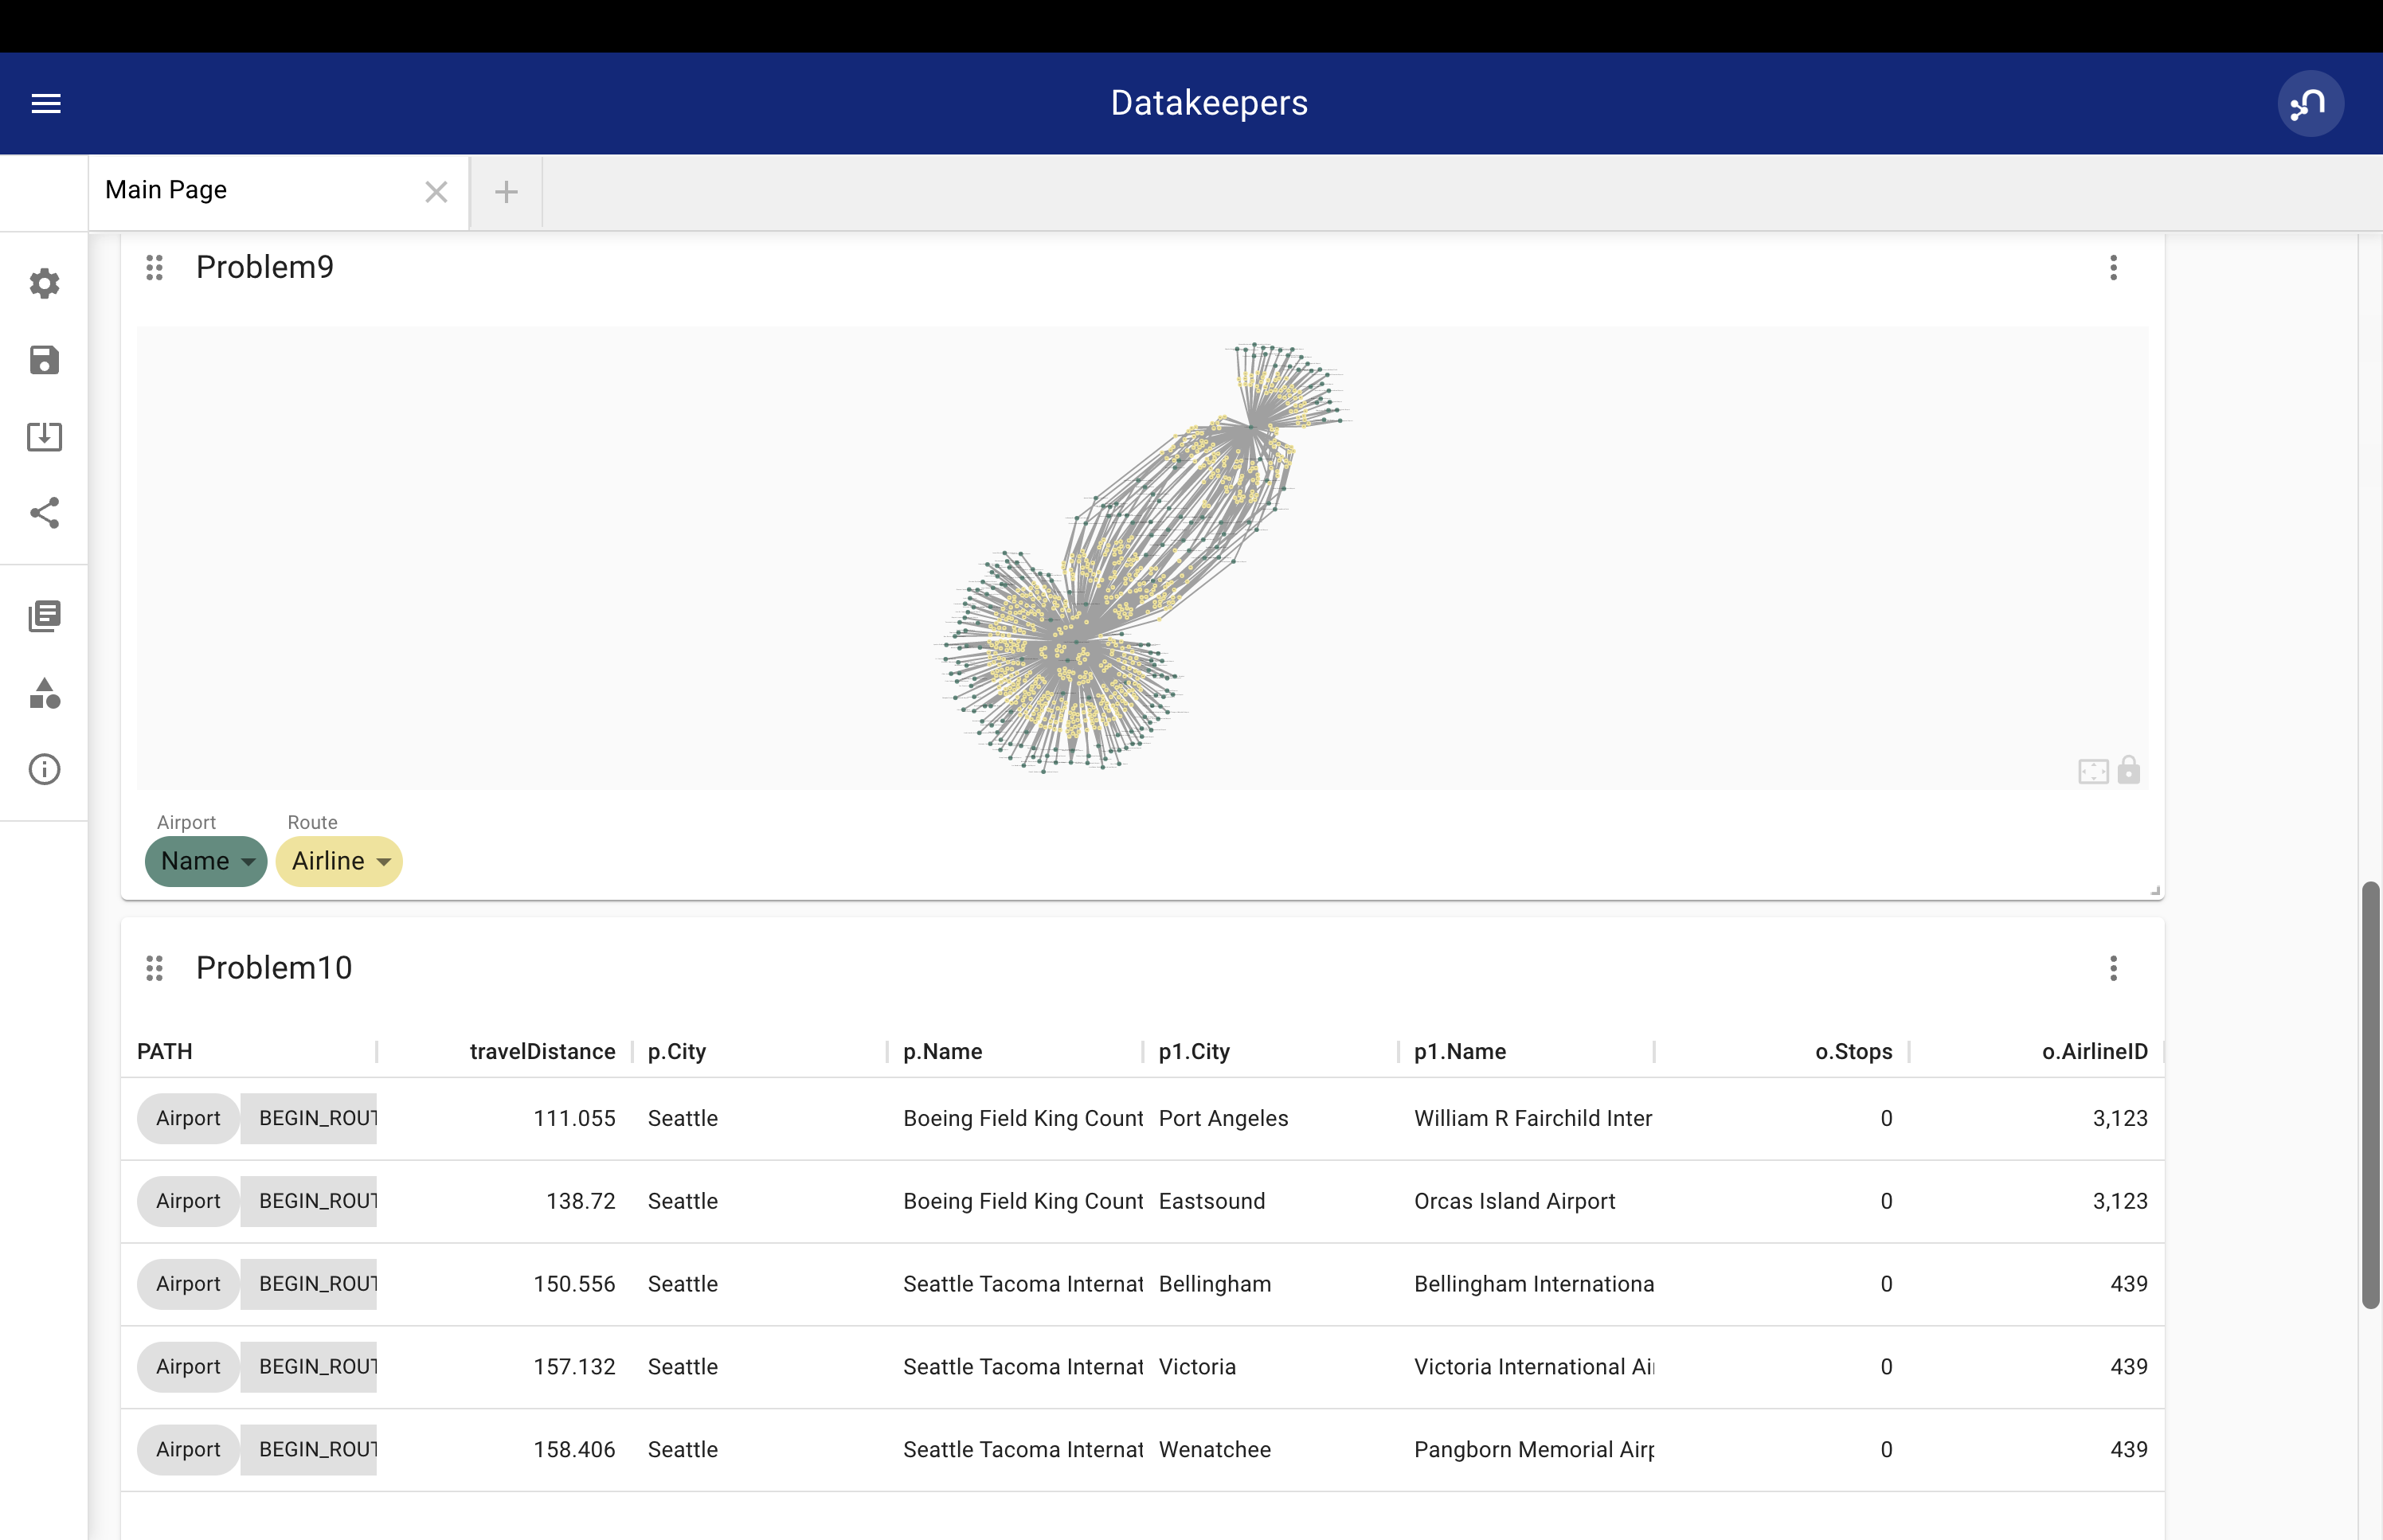 Datakeepers
Main Page
Problem9
Airport Route
Name Airline
Problem10
PATH travelDistance p.City p.Name p1.City p1.Name o.Stops o.AirlineID
Airport BEGIN_ROUT 111.055 Seattle Boeing Field King Count Port Angeles William R Fairchild Inter 0 3,123
Airport BEGIN_ROUT 138.72 Seattle Boeing Field King Count Eastsound Orcas Island Airport 0 3,123
Airport BEGIN_ROUT 150.556 Seattle Seattle Tacoma Internat Bellingham Bellingham Internationa 0 439
Airport BEGIN_ROUT 157.132 Seattle Seattle Tacoma Internat Victoria Victoria International Air 0 439
Airport BEGIN_ROUT 158.406 Seattle Seattle Tacoma Internat Wenatchee Pangborn Memorial Airp 0 439